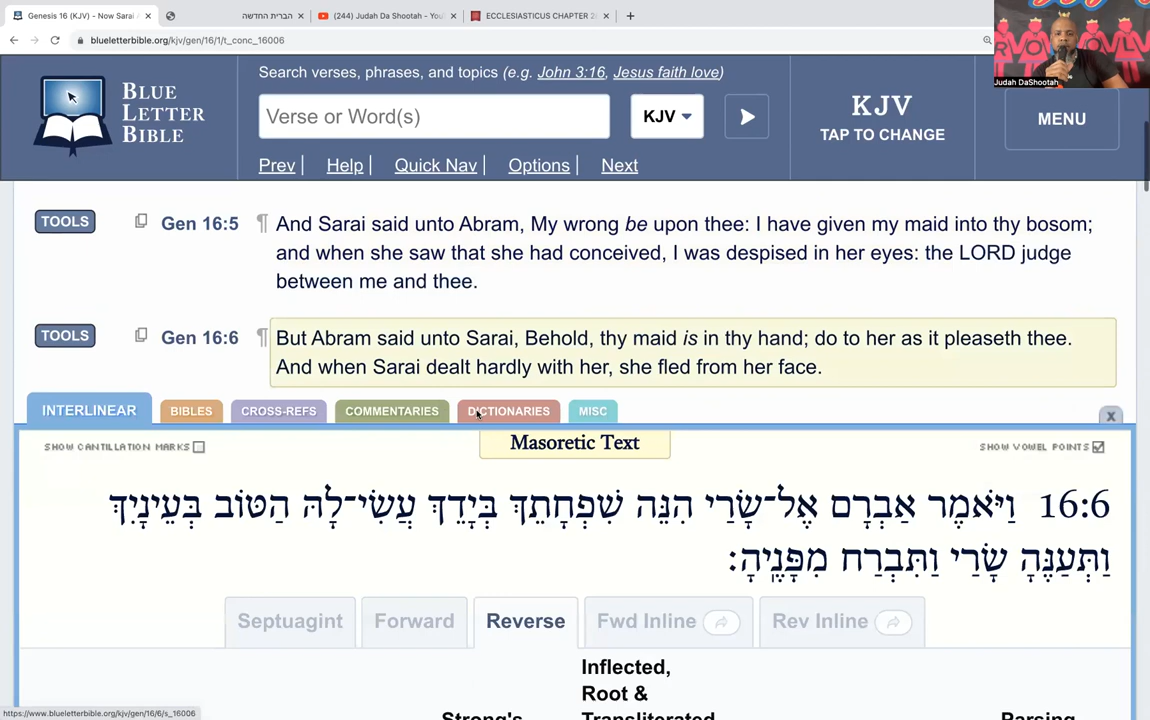 Genesis 16 (KJV) - Now Sarai
הברית החדשה
(244) Judah Da Shootah - You
ECCLESIASTICUS CHAPTER 2
blueletterbible.org/kjv/gen/16/1/t_conc_16006
Judah DaShootah
BLUE
LETTER
BIBLE
Search verses, phrases, and topics (e.g. John 3:16, Jesus faith love)
Verse or Word(s)
KJV
Prev | Help | Quick Nav | Options | Next
KJV
TAP TO CHANGE
MENU
TOOLS
Gen 16:5
¶ And Sarai said unto Abram, My wrong be upon thee: I have given my maid into thy bosom;
and when she saw that she had conceived, I was despised in her eyes: the LORD judge
between me and thee.
TOOLS
Gen 16:6
¶ But Abram said unto Sarai, Behold, thy maid is in thy hand; do to her as it pleaseth thee.
And when Sarai dealt hardly with her, she fled from her face.
INTERLINEAR
BIBLES
CROSS-REFS
COMMENTARIES
DICTIONARIES
MISC
X
SHOW CANTILLATION MARKS
Masoretic Text
SHOW VOWEL POINTS
16:6 וַיֹּאמֶר אַבְרָם אֶל־שָׂרַי הִנֵּה שִׁפְחָתֵךְ בְּיָדֵךְ עֲשִׂי־לָהּ הַטּוֹב בְּעֵינָיִךְ
וַתְּעַנֶּהָ שָׂרַי וַתִּבְרַח מִפָּנֶיהָ׃
Septuagint
Forward
Reverse
Fwd Inline
Rev Inline
Inflected,
Root &
Transliterated
Strong's
Parsing
https://www.blueletterbible.org/kjv/gen/16/6/s_16006